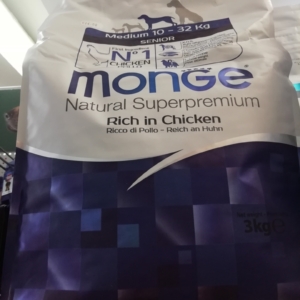 Medium 10 - 32 Kg
SENIOR
N°1
CHICKEN
monge
Natural Superpremium
Rich in Chicken
Ricco di Pollo - Reich an Huhn
3kg e